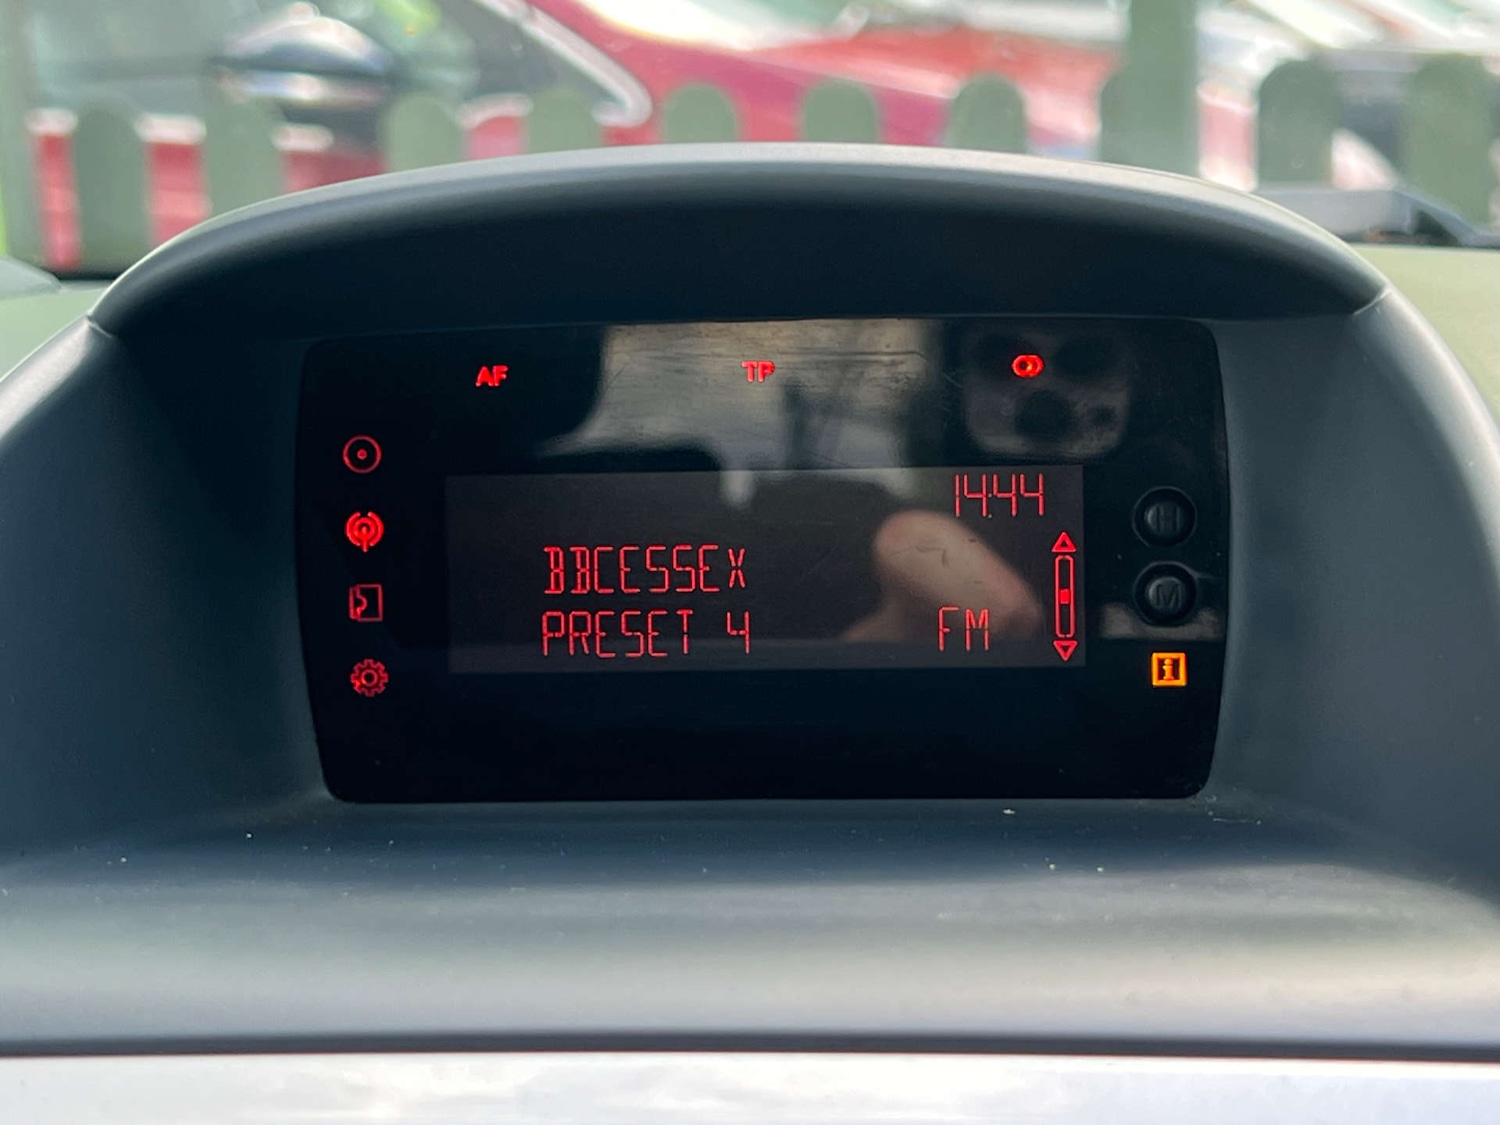 AF TP
14:44
BBCESSEX
PRESET 4 FM
H
M
i